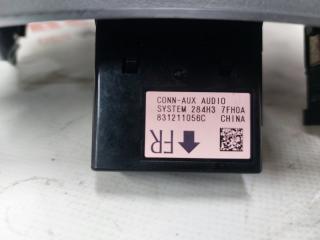 CONN-AUX AUDIO
SYSTEM 284H3 7FH0A
831211056C CHINA
FR